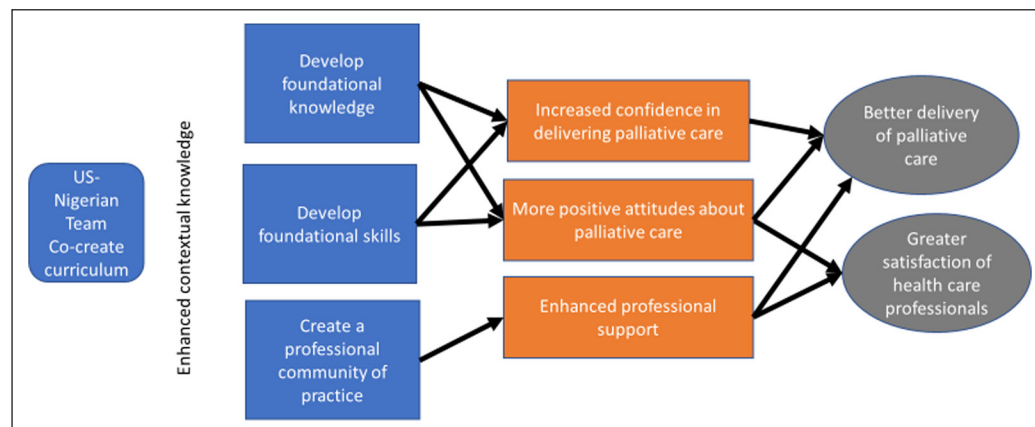 US-
Nigerian
Team
Co-create
curriculum
Enhanced contextual knowledge
Develop
foundational
knowledge
Develop
foundational skills
Create a
professional
community of
practice
Increased confidence in
delivering palliative care
More positive attitudes about
palliative care
Enhanced professional
support
Better delivery
of palliative
care
Greater
satisfaction of
health care
professionals